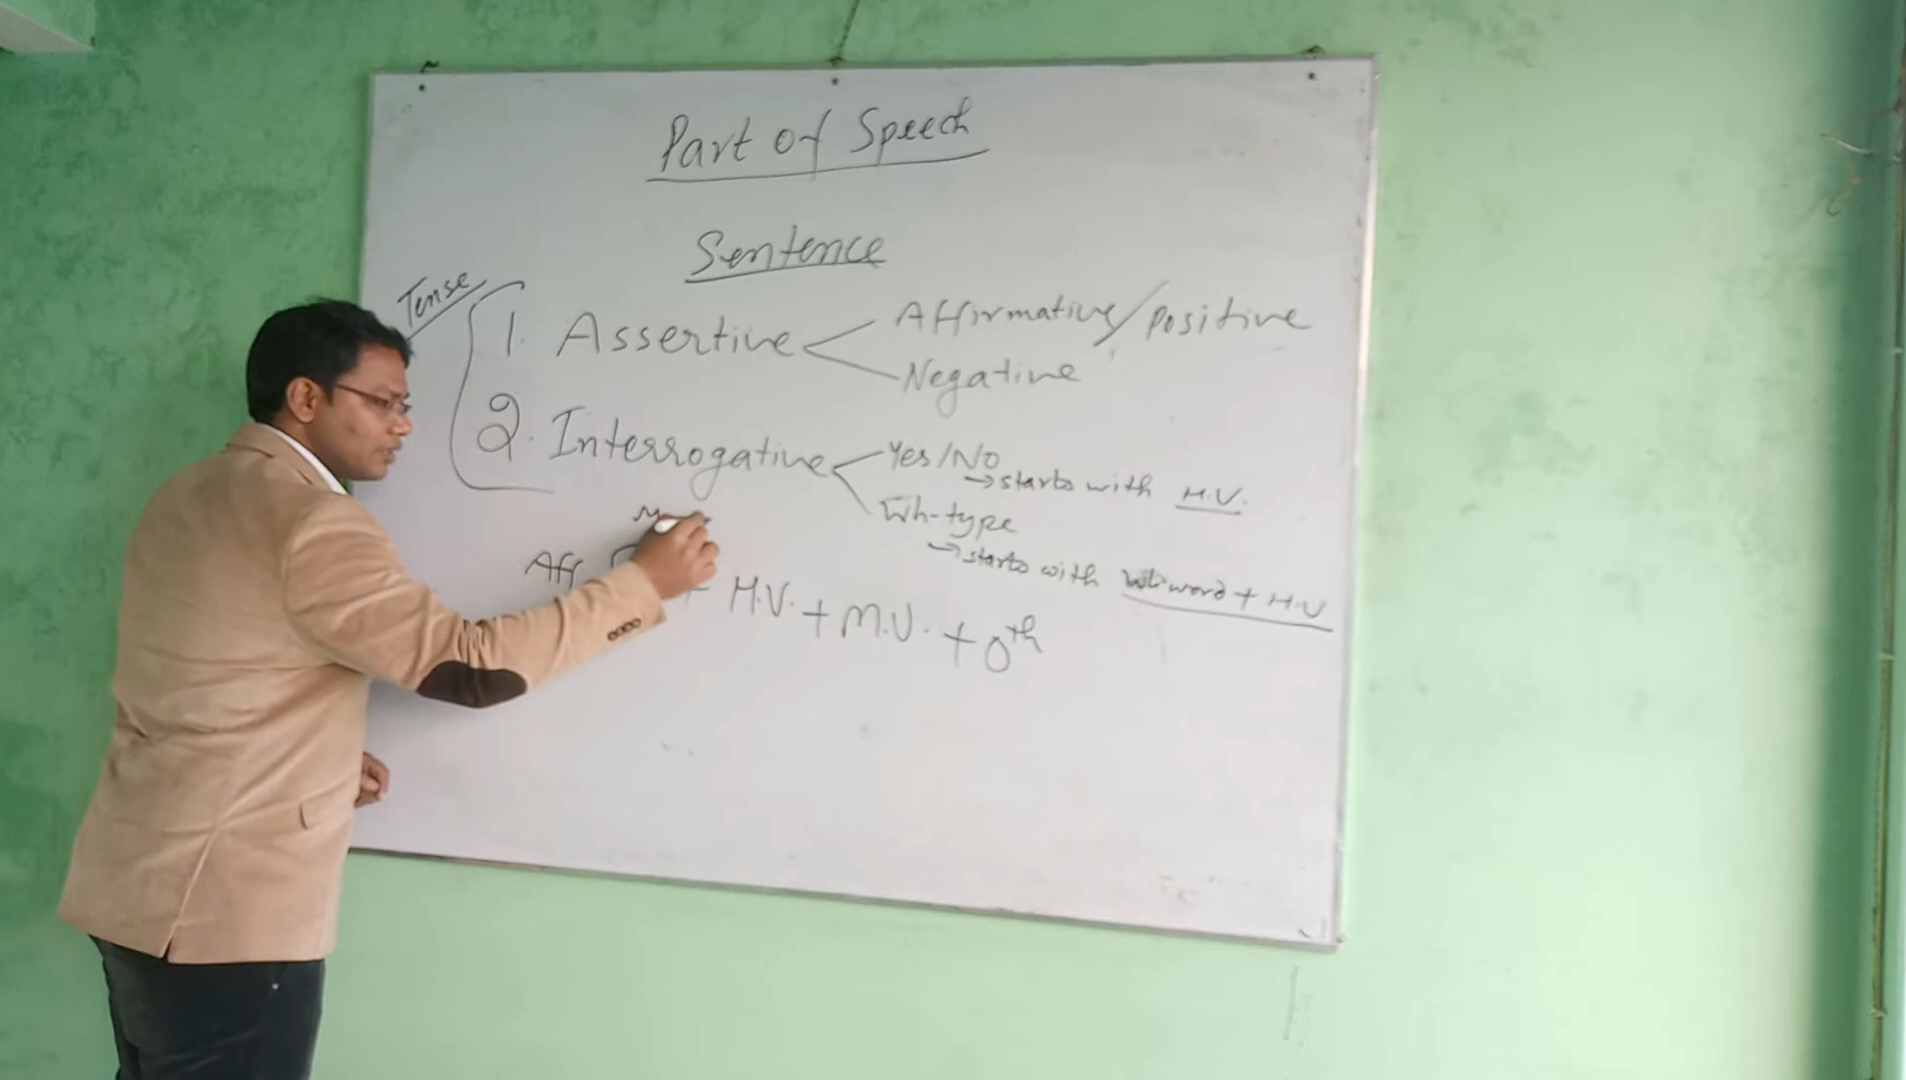 Part of Speech
Sentence
Tense
1. Assertive
Affirmative/Positive
Negative
2. Interrogative
Yes/No
→ starts with H.V.
Wh-type
→ starts with Wh word + H.V
Aff
+ H.V. + M.V. + Oth